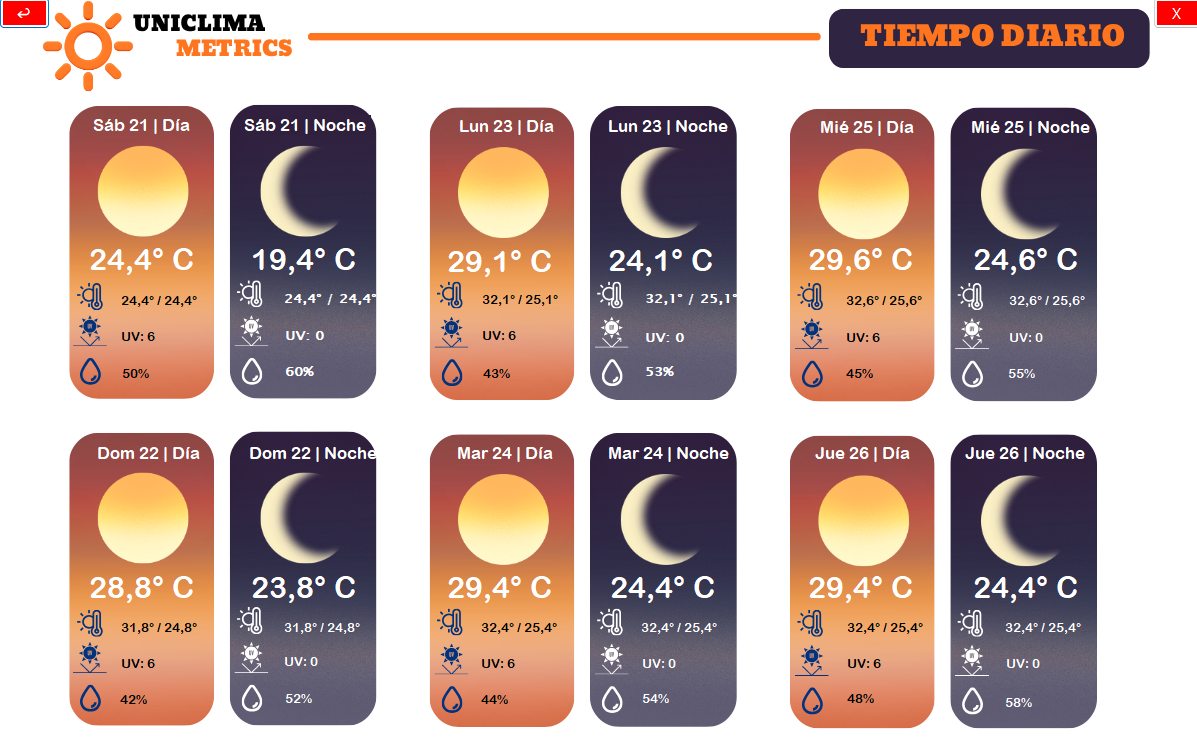 ↩
X
UNICLIMA
METRICS
TIEMPO DIARIO
Sáb 21 | Día
24,4° C
24,4° / 24,4°
UV: 6
50%
Sáb 21 | Noche
19,4° C
24,4° / 24,4°
UV: 0
60%
Lun 23 | Día
29,1° C
32,1° / 25,1°
UV: 6
43%
Lun 23 | Noche
24,1° C
32,1° / 25,1°
UV: 0
53%
Mié 25 | Día
29,6° C
32,6° / 25,6°
UV: 6
45%
Mié 25 | Noche
24,6° C
32,6° / 25,6°
UV: 0
55%
Dom 22 | Día
28,8° C
31,8° / 24,8°
UV: 6
42%
Dom 22 | Noche
23,8° C
31,8° / 24,8°
UV: 0
52%
Mar 24 | Día
29,4° C
32,4° / 25,4°
UV: 6
44%
Mar 24 | Noche
24,4° C
32,4° / 25,4°
UV: 0
54%
Jue 26 | Día
29,4° C
32,4° / 25,4°
UV: 6
48%
Jue 26 | Noche
24,4° C
32,4° / 25,4°
UV: 0
58%